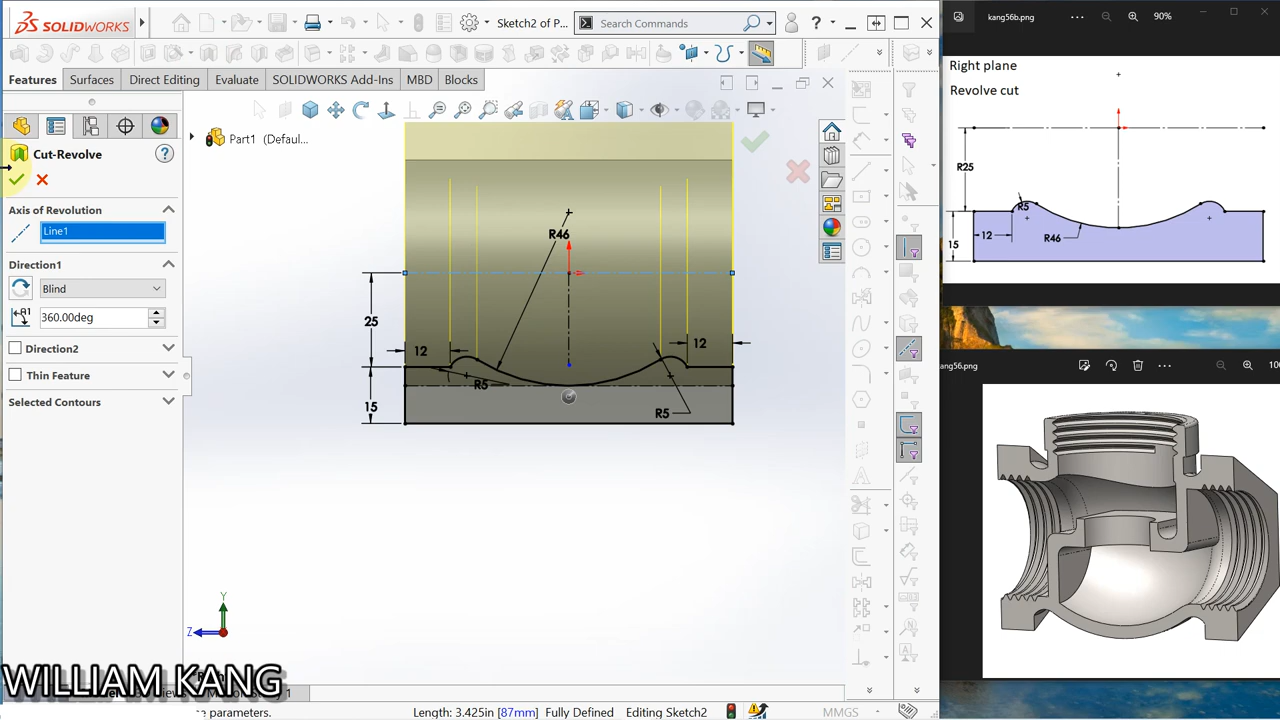 SOLIDWORKS
Sketch2 of P...
Search Commands
?
Features
Surfaces
Direct Editing
Evaluate
SOLIDWORKS Add-Ins
MBD
Blocks
Part1 (Defaul...
Cut-Revolve
?
Axis of Revolution
Line1
Direction1
Blind
360.00deg
Direction2
Thin Feature
Selected Contours
R46
25
12
12
15
R5
R5
Y
Z
WILLIAM KANG
se parameters.
Length: 3.425in [87mm]
Fully Defined
Editing Sketch2
MMGS
kang56b.png
90%
Right plane
Revolve cut
R25
R5
12
R46
15
ang56.png